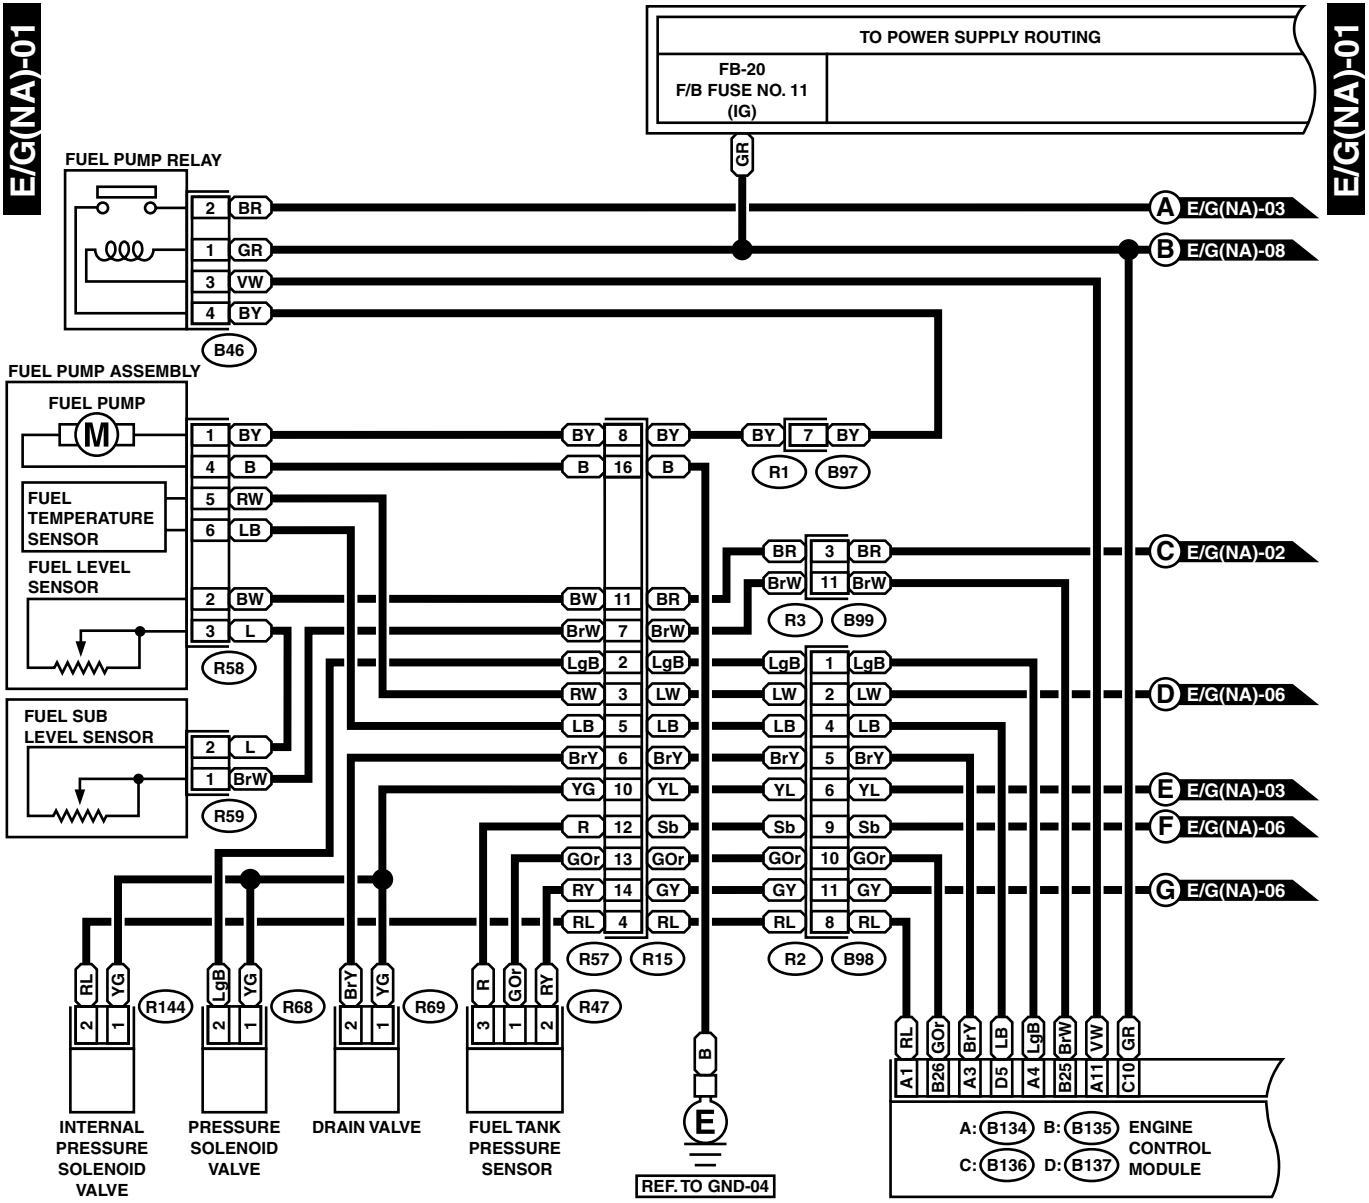 E/G(NA)-01
E/G(NA)-01
TO POWER SUPPLY ROUTING
FB-20
F/B FUSE NO. 11
(IG)
GR
FUEL PUMP RELAY
2 BR
A E/G(NA)-03
1 GR
B E/G(NA)-08
3 VW
4 BY
B46
FUEL PUMP ASSEMBLY
FUEL PUMP
M
1 BY BY 8 BY BY 7 BY
4 B B 16 B
R1 B97
FUEL
TEMPERATURE
SENSOR
5 RW
6 LB
BR 3 BR
C E/G(NA)-02
FUEL LEVEL
SENSOR
BrW 11 BrW
2 BW BW 11 BR
R3 B99
3 L BrW 7 BrW
R58
LgB 2 LgB LgB 1 LgB
RW 3 LW LW 2 LW
D E/G(NA)-06
FUEL SUB
LEVEL SENSOR
LB 5 LB LB 4 LB
2 L
BrY 6 BrY BrY 5 BrY
1 BrW
YG 10 YL YL 6 YL
E E/G(NA)-03
R59
R 12 Sb Sb 9 Sb
F E/G(NA)-06
GOr 13 GOr GOr 10 GOr
RY 14 GY GY 11 GY
G E/G(NA)-06
RL 4 RL RL 8 RL
R57 R15 R2 B98
RL YG R144 LgB YG R68 BrY YG R69 R GOr RY R47
2 1 2 1 2 1 3 1 2
B
RL GOr BrY LB LgB BrW VW GR
A1 B26 A3 D5 A4 B25 A11 C10
E
INTERNAL
PRESSURE
SOLENOID
VALVE
PRESSURE
SOLENOID
VALVE
DRAIN VALVE
FUEL TANK
PRESSURE
SENSOR
REF. TO GND-04
A: B134 B: B135
C: B136 D: B137
ENGINE
CONTROL
MODULE